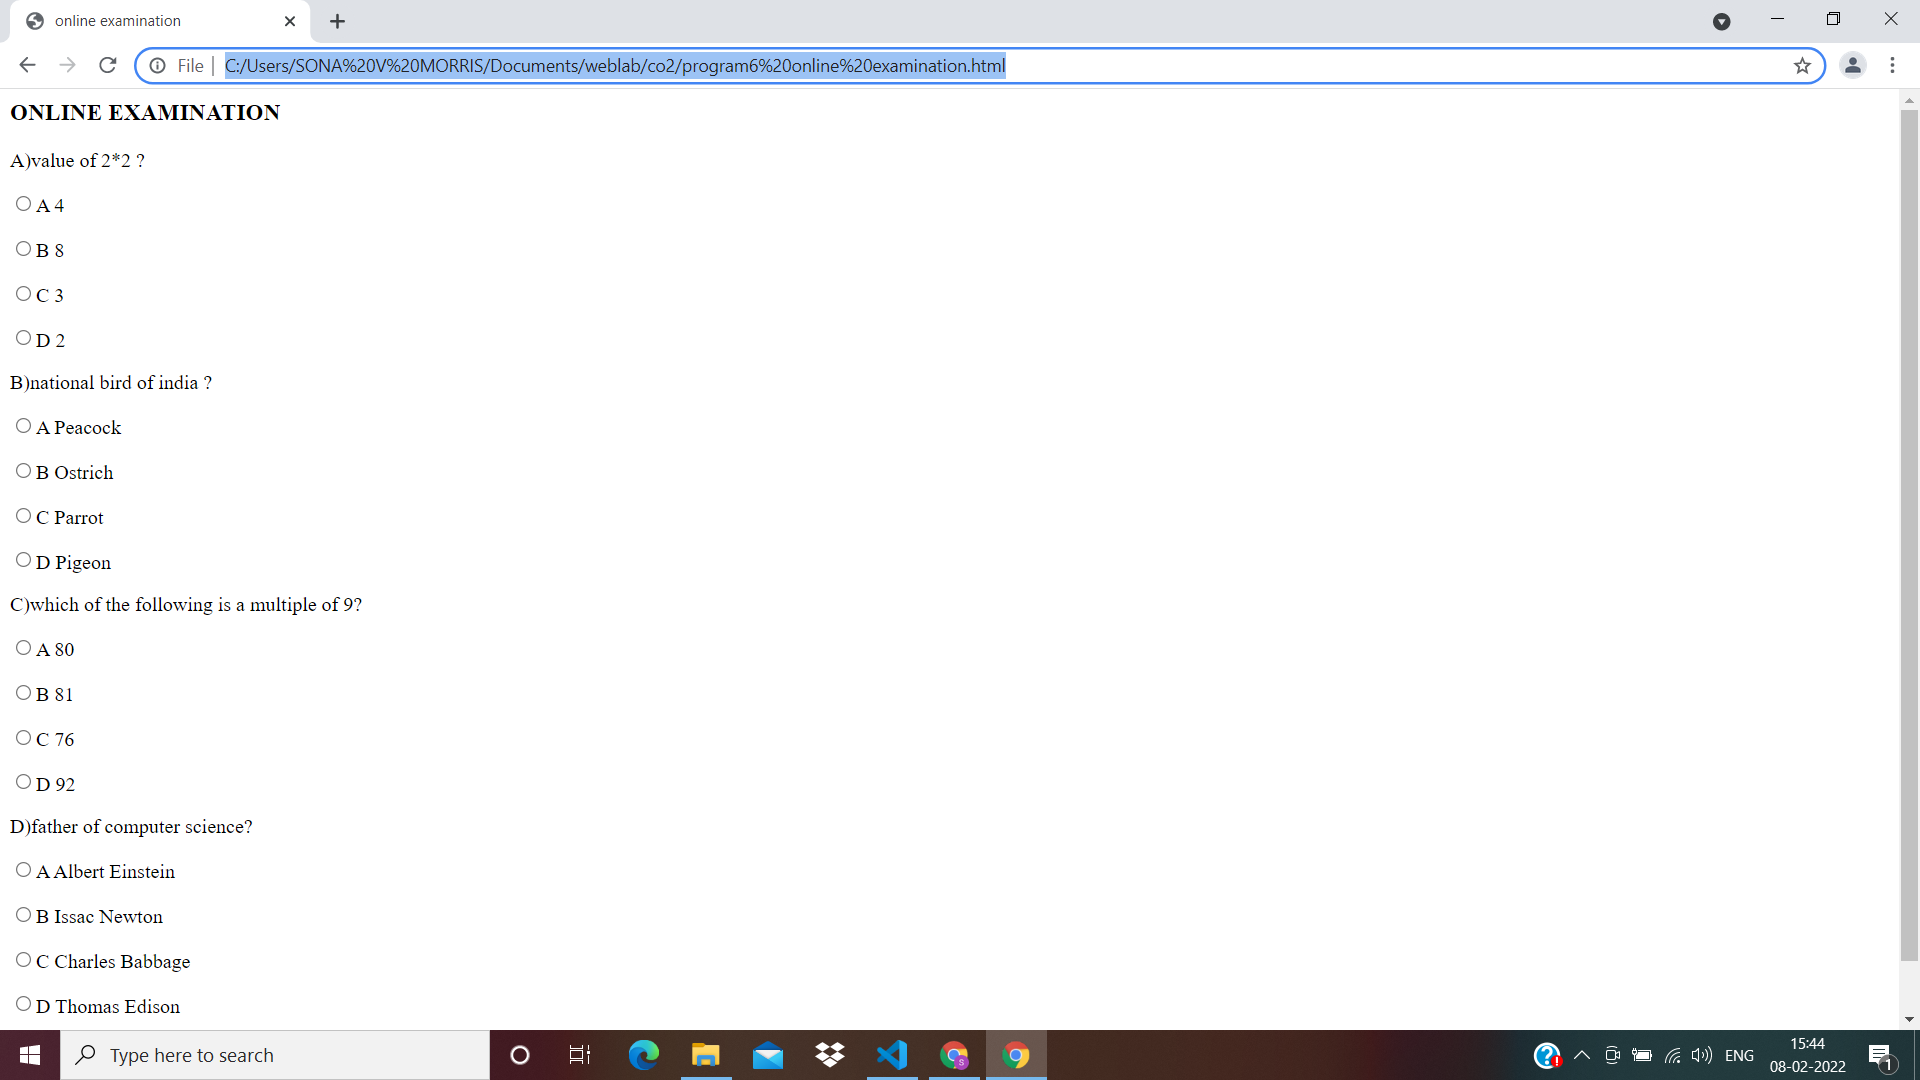 online examination
File
C:/Users/SONA%20V%20MORRIS/Documents/weblab/co2/program6%20online%20examination.html
ONLINE EXAMINATION
A)value of 2*2 ?
A 4
B 8
C 3
D 2
B)national bird of india ?
A Peacock
B Ostrich
C Parrot
D Pigeon
C)which of the following is a multiple of 9?
A 80
B 81
C 76
D 92
D)father of computer science?
A Albert Einstein
B Issac Newton
C Charles Babbage
D Thomas Edison
Type here to search
S
ENG
15:44
08-02-2022
1